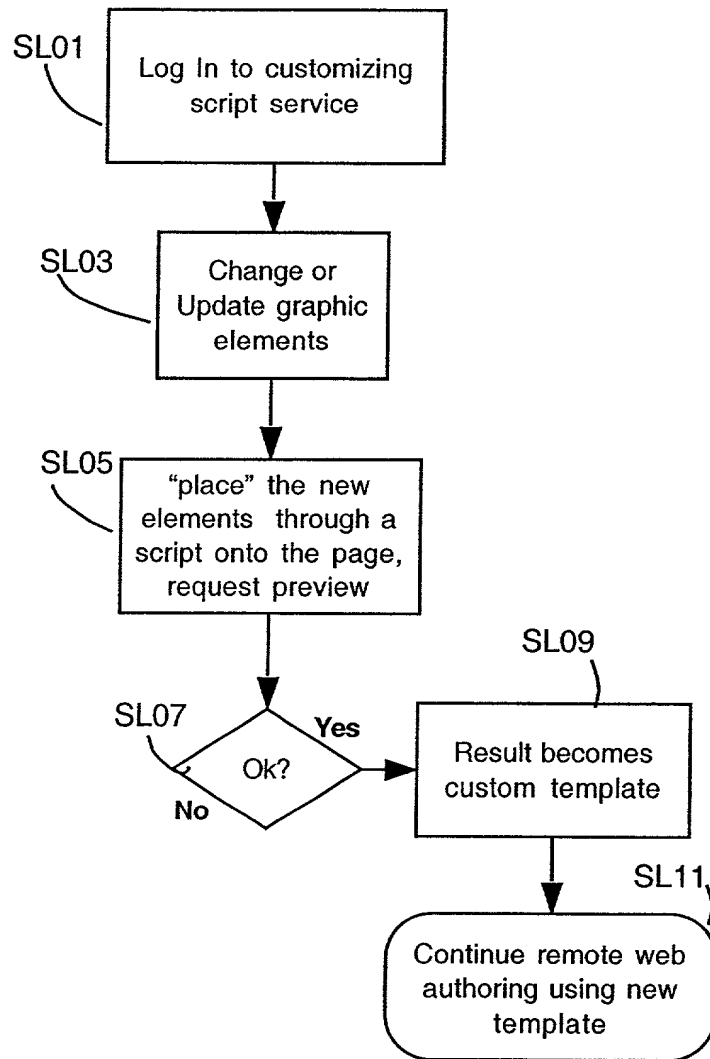 SL01
Log In to customizing
script service
SL03
Change or
Update graphic
elements
SL05
"place" the new
elements through a
script onto the page,
request preview
SL09
SL07
Yes
Ok?
No
Result becomes
custom template
SL11
Continue remote web
authoring using new
template